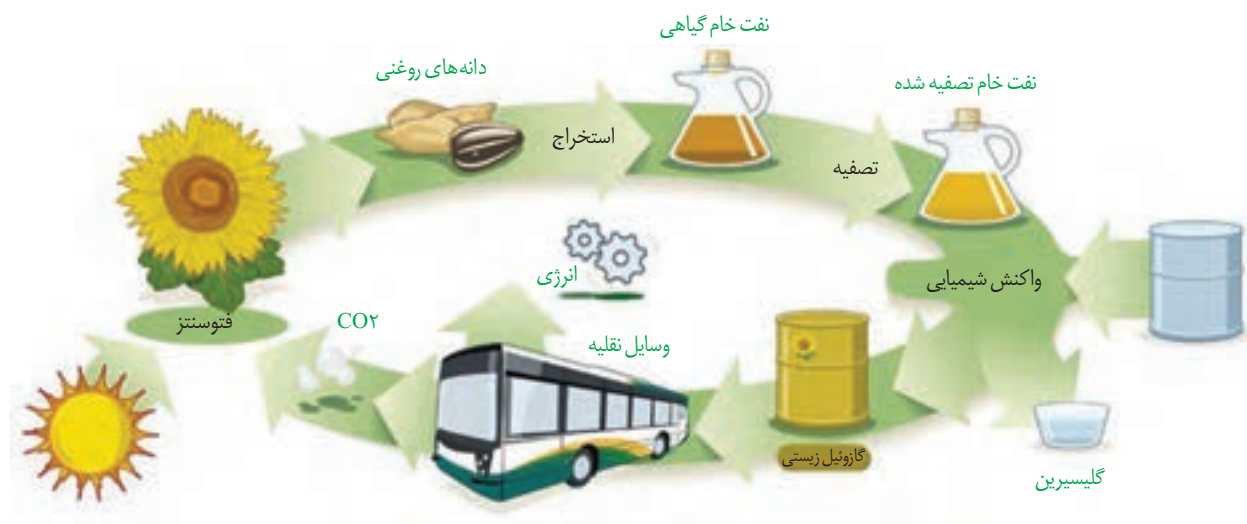 نفت خام گیاهی
دانه‌های روغنی
نفت خام تصفیه شده
استخراج
تصفیه
واکنش شیمیایی
انرژی
فتوسنتز
CO۲
وسایل نقلیه
گازوئیل زیستی
گلیسیرین